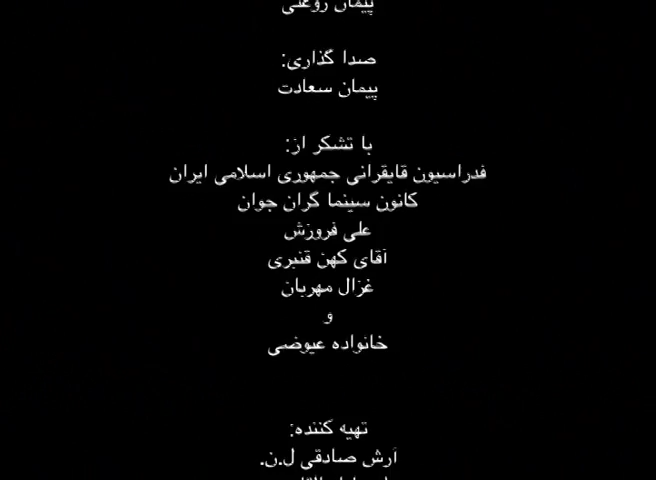 پیمان روغنی
صدا گذاری:
پیمان سعادت
با تشکر از:
فدراسیون قایقرانی جمهوری اسلامی ایران
کانون سینما گران جوان
علی فروزش
آقای کهن قنبری
غزال مهربان
و
خانواده عیوضی
تهیه کننده:
آرش صادقی ل.ن.